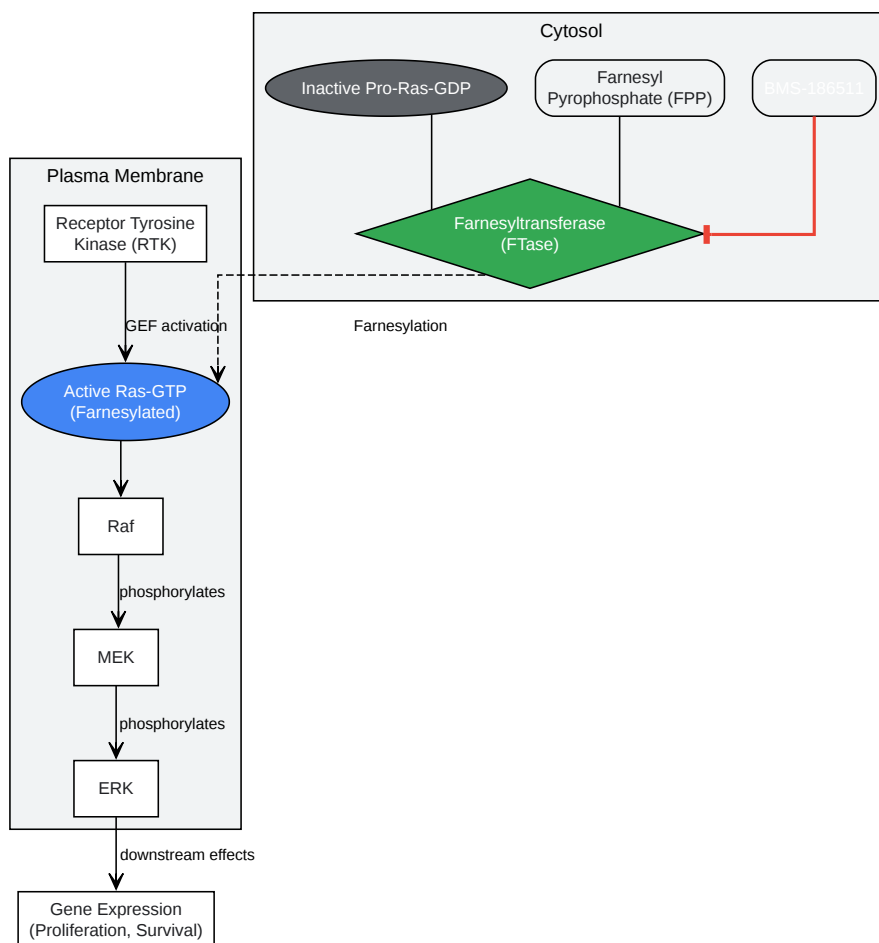 Cytosol
Inactive Pro-Ras-GDP
Farnesyl
Pyrophosphate (FPP)
BMS-186511
Plasma Membrane
Receptor Tyrosine
Kinase (RTK)
Farnesyltransferase
(FTase)
GEF activation
Farnesylation
Active Ras-GTP
(Farnesylated)
Raf
phosphorylates
MEK
phosphorylates
ERK
downstream effects
Gene Expression
(Proliferation, Survival)